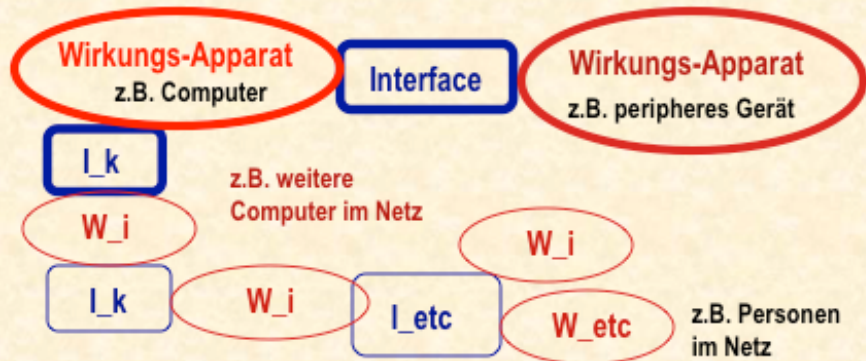 Wirkungs-Apparat
z.B. Computer
Interface
Wirkungs-Apparat
z.B. peripheres Gerät
I_k
z.B. weitere
Computer im Netz
W_i
W_i
I_k
W_i
I_etc
W_etc
z.B. Personen
im Netz